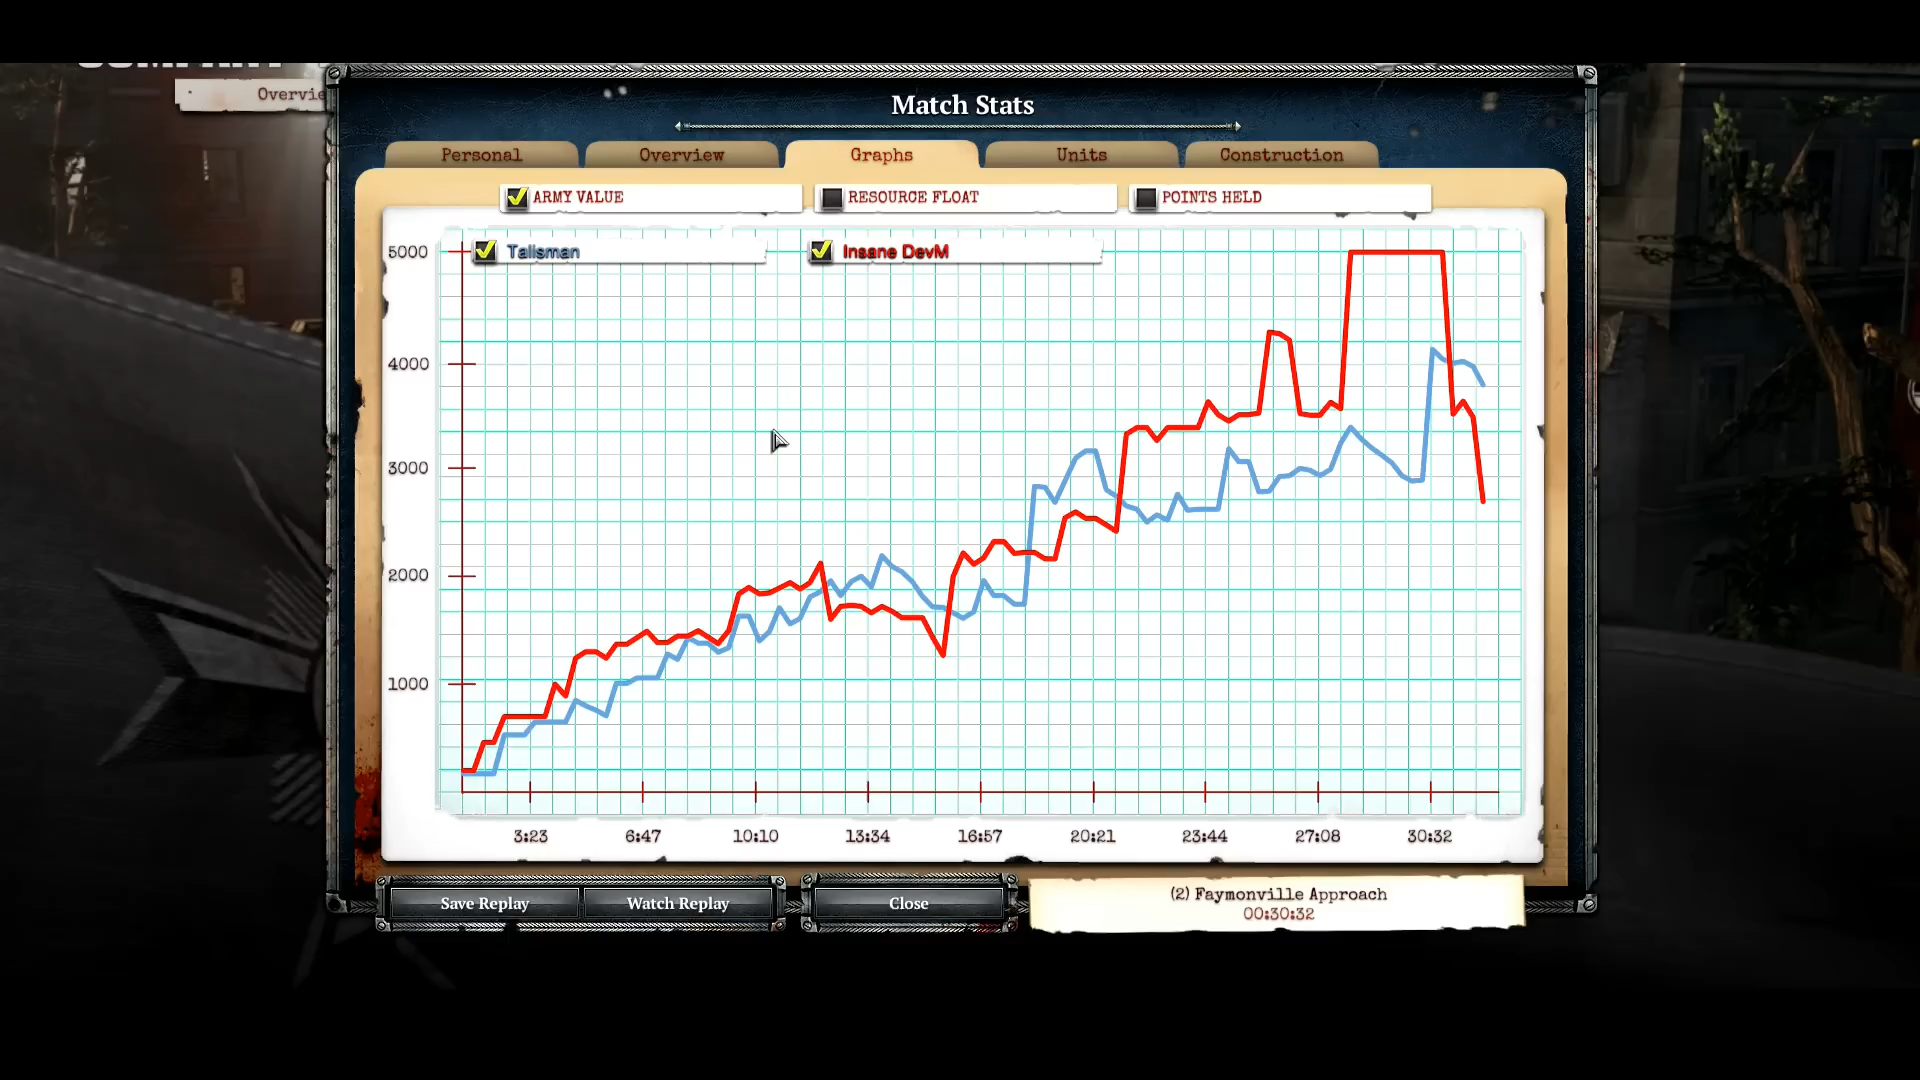 Match Stats
Personal
Overview
Graphs
Units
Construction
ARMY VALUE
RESOURCE FLOAT
POINTS HELD
Talisman
Insane DevM
5000
4000
3000
2000
1000
3:23
6:47
10:10
13:34
16:57
20:21
23:44
27:08
30:32
Save Replay
Watch Replay
Close
(2) Faymonville Approach
00:30:32